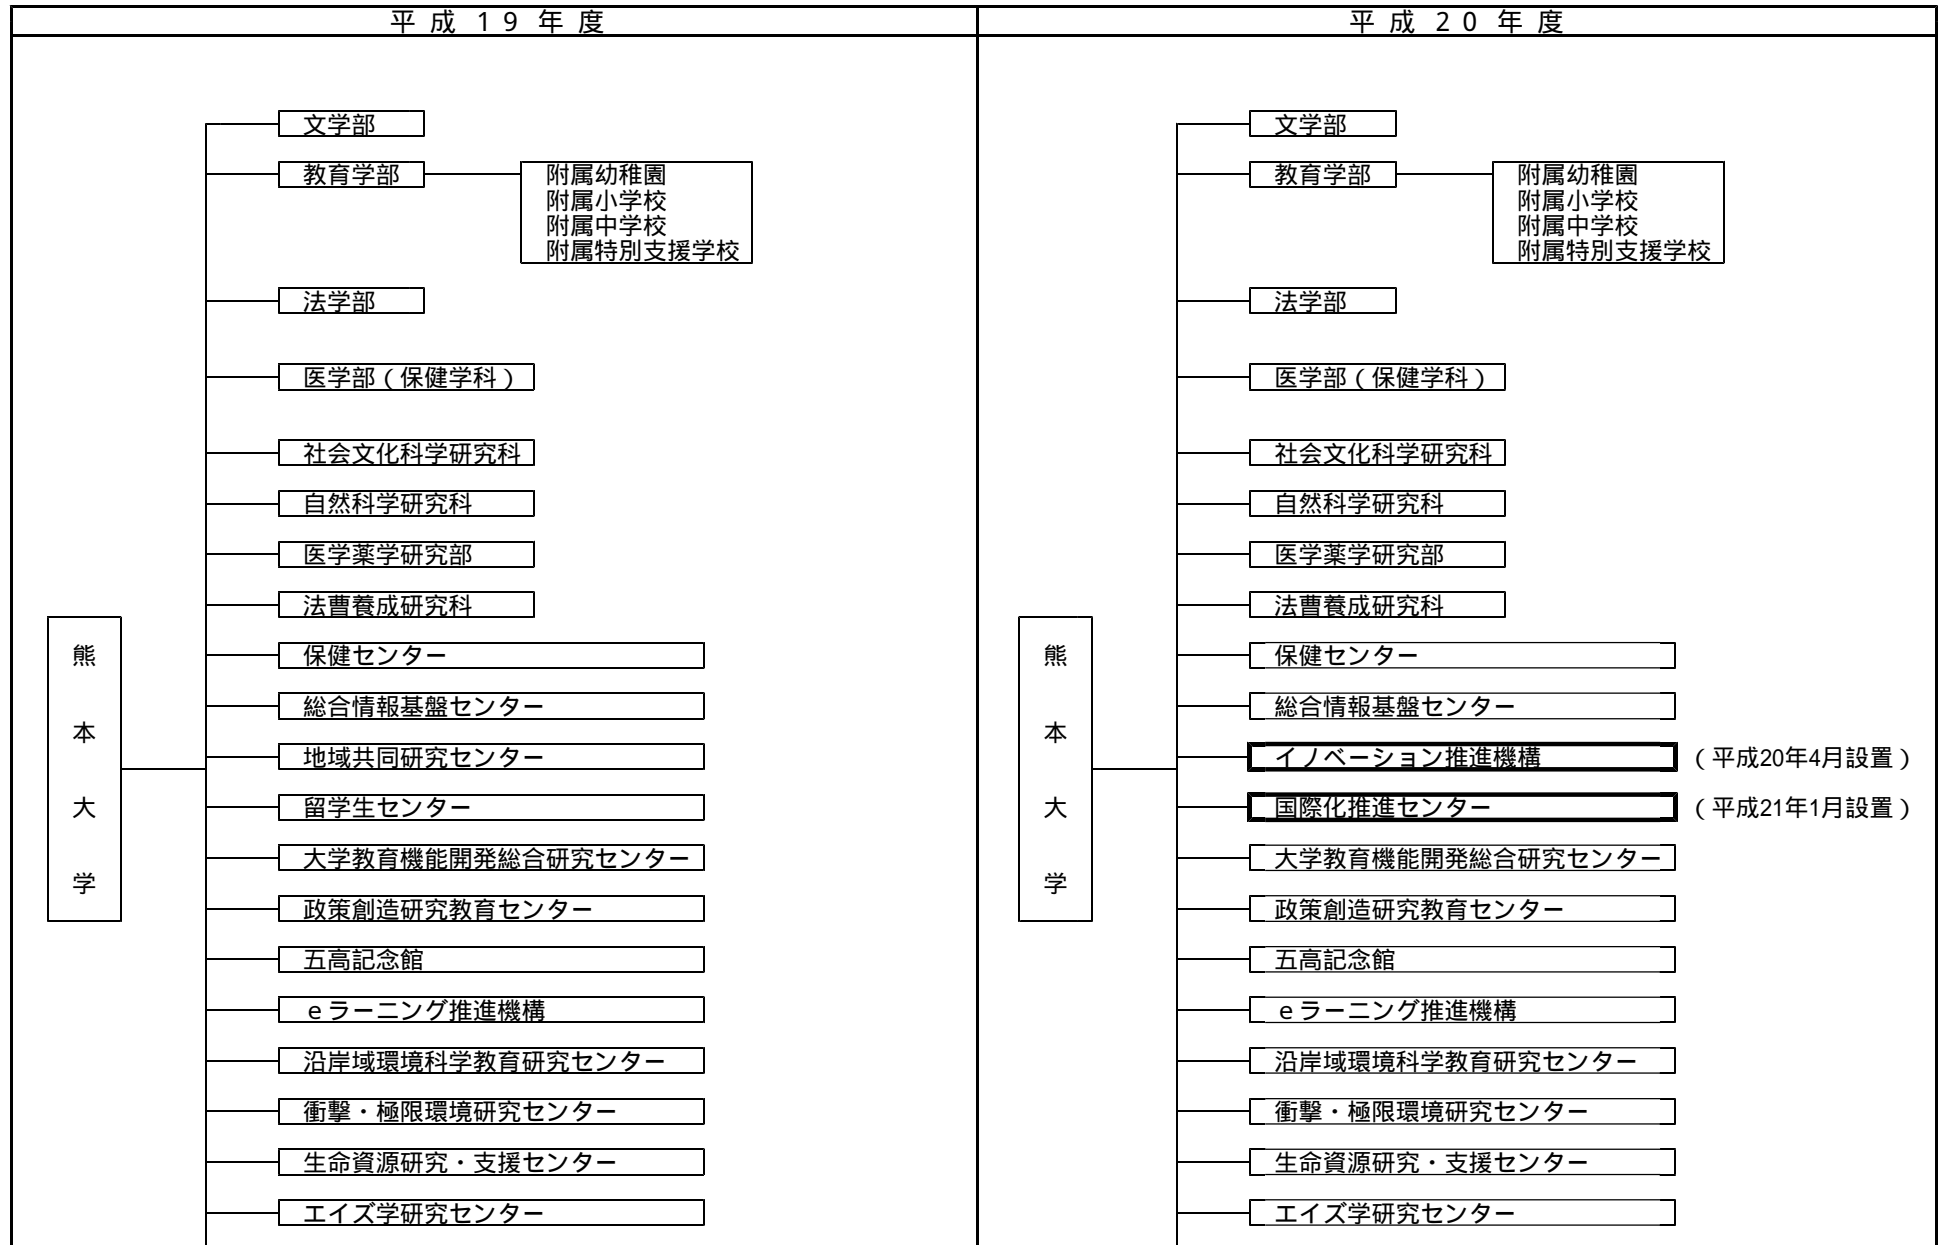 平成19年度
文学部
教育学部
附属幼稚園
附属小学校
附属中学校
附属特別支援学校
法学部
医学部（保健学科）
社会文化科学研究科
自然科学研究科
医学薬学研究部
法曹養成研究科
熊本大学
保健センター
総合情報基盤センター
地域共同研究センター
留学生センター
大学教育機能開発総合研究センター
政策創造研究教育センター
五高記念館
eラーニング推進機構
沿岸域環境科学教育研究センター
衝撃・極限環境研究センター
生命資源研究・支援センター
エイズ学研究センター
平成20年度
文学部
教育学部
附属幼稚園
附属小学校
附属中学校
附属特別支援学校
法学部
医学部（保健学科）
社会文化科学研究科
自然科学研究科
医学薬学研究部
法曹養成研究科
熊本大学
保健センター
総合情報基盤センター
イノベーション推進機構 （平成20年4月設置）
国際化推進センター （平成21年1月設置）
大学教育機能開発総合研究センター
政策創造研究教育センター
五高記念館
eラーニング推進機構
沿岸域環境科学教育研究センター
衝撃・極限環境研究センター
生命資源研究・支援センター
エイズ学研究センター